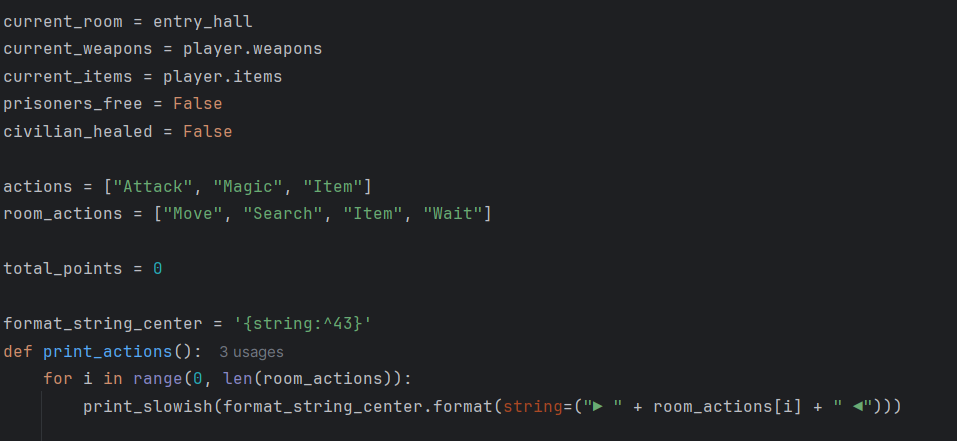 current_room = entry_hall
current_weapons = player.weapons
current_items = player.items
prisoners_free = False
civilian_healed = False

actions = ["Attack", "Magic", "Item"]
room_actions = ["Move", "Search", "Item", "Wait"]

total_points = 0

format_string_center = '{string:^43}'
def print_actions():  3 usages
    for i in range(0, len(room_actions)):
        print_slowish(format_string_center.format(string=("► " + room_actions[i] + " ◄")))